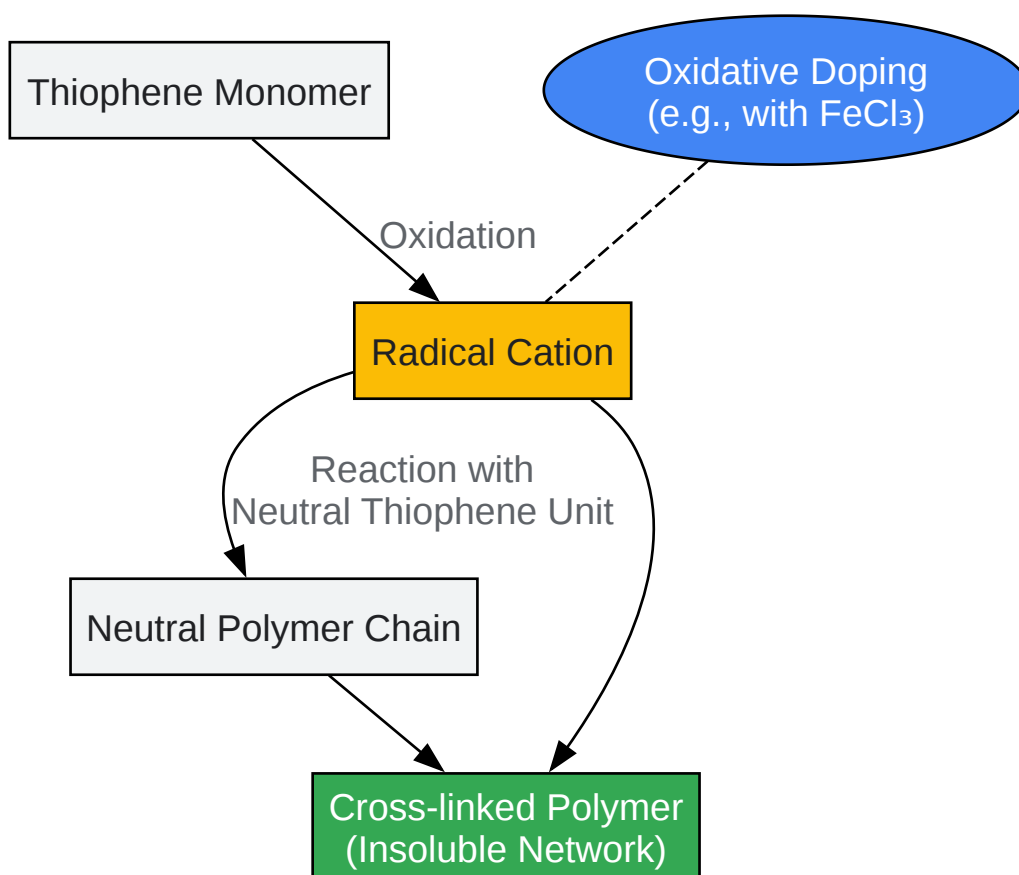 Thiophene Monomer
Oxidative Doping
(e.g., with FeCl₃)
Oxidation
Radical Cation
Reaction with
Neutral Thiophene Unit
Neutral Polymer Chain
Cross-linked Polymer
(Insoluble Network)